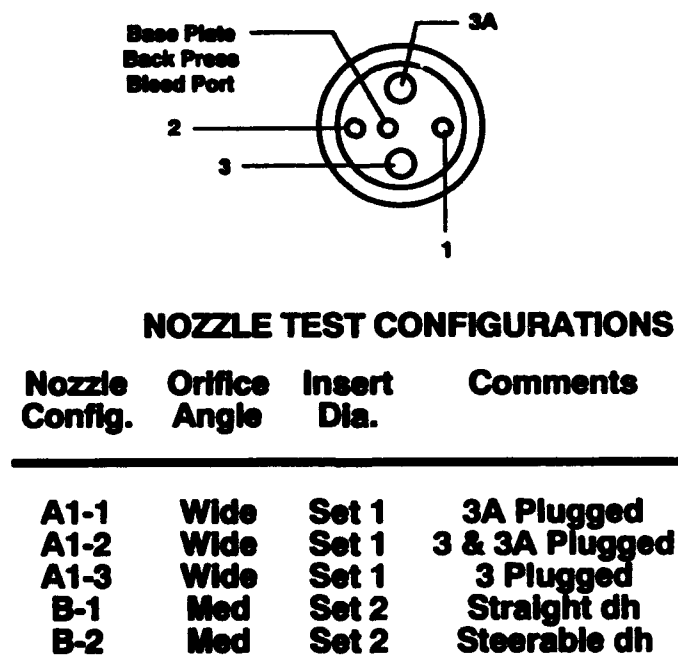 Base Plate
Back Press
Bleed Port
3A
2
3
1
NOZZLE TEST CONFIGURATIONS
Nozzle Orifice Insert Comments
Config. Angle Dia.
A1-1 Wide Set 1 3A Plugged
A1-2 Wide Set 1 3 & 3A Plugged
A1-3 Wide Set 1 3 Plugged
B-1 Med Set 2 Straight dh
B-2 Med Set 2 Steerable dh